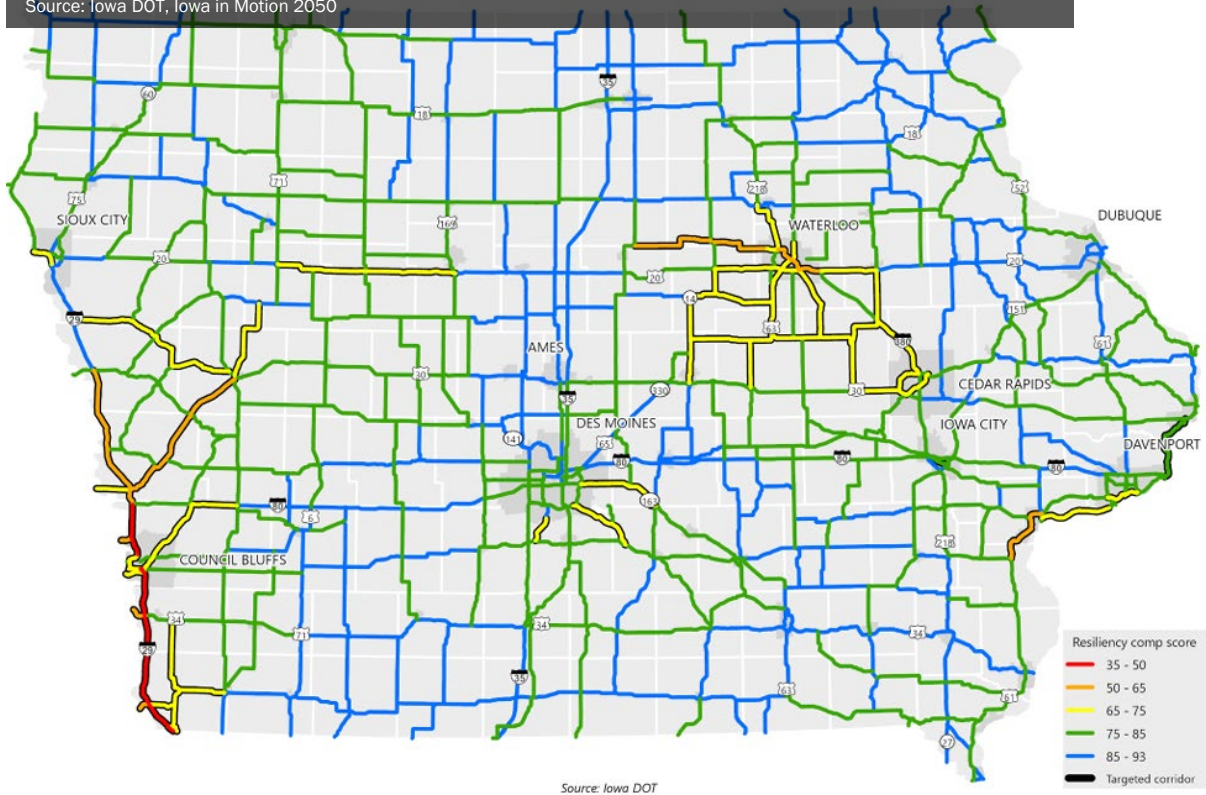 Source: Iowa DOT, Iowa in Motion 2050
35
60
18
18
71
218
52
75
SIOUX CITY
169
WATERLOO
DUBUQUE
20
20
20
14
151
29
63
380
61
AMES
30
330
30
CEDAR RAPIDS
35
DES MOINES
IOWA CITY
141
65
80
80
80
DAVENPORT
163
80
6
218
COUNCIL BLUFFS
34
34
34
71
29
35
63
61
27
Resiliency comp score
35 - 50
50 - 65
65 - 75
75 - 85
85 - 93
Targeted corridor
Source: Iowa DOT